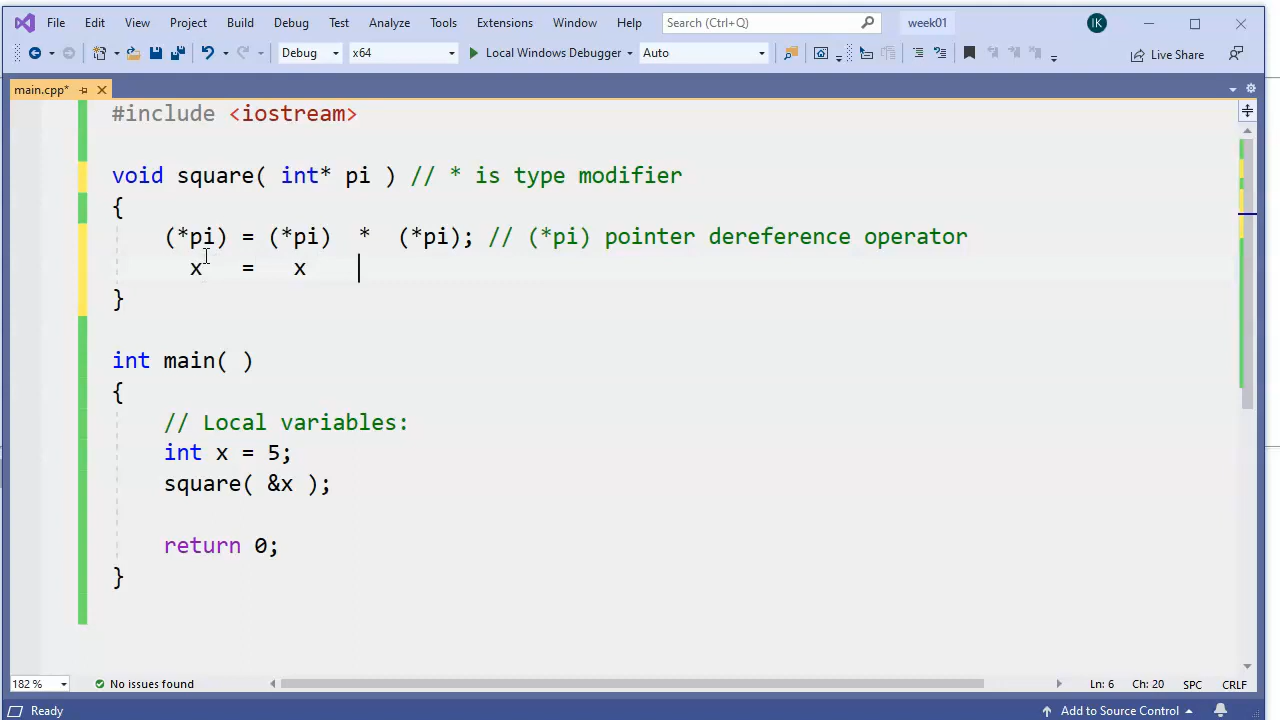 File Edit View Project Build Debug Test Analyze Tools Extensions Window Help Search (Ctrl+Q) week01 IK
Debug x64 Local Windows Debugger Auto Live Share
main.cpp*
#include <iostream>
void square( int* pi ) // * is type modifier
{
(*pi) = (*pi) * (*pi); // (*pi) pointer dereference operator
x = x
}
int main( )
{
// Local variables:
int x = 5;
square( &x );
return 0;
}
182 % No issues found Ln: 6 Ch: 20 SPC CRLF
Ready Add to Source Control